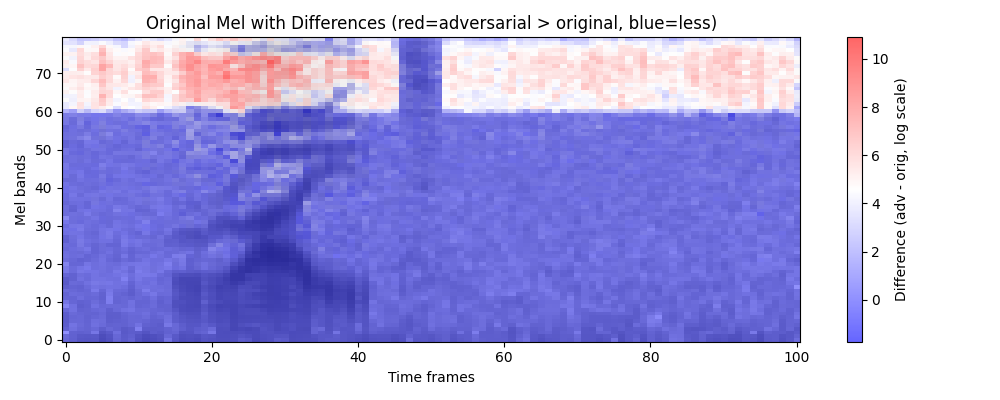 Original Mel with Differences (red=adversarial > original, blue=less)
Mel bands
70
60
50
40
30
20
10
0
0 20 40 60 80 100
Time frames
10
8
6
4
2
0
Difference (adv - orig, log scale)